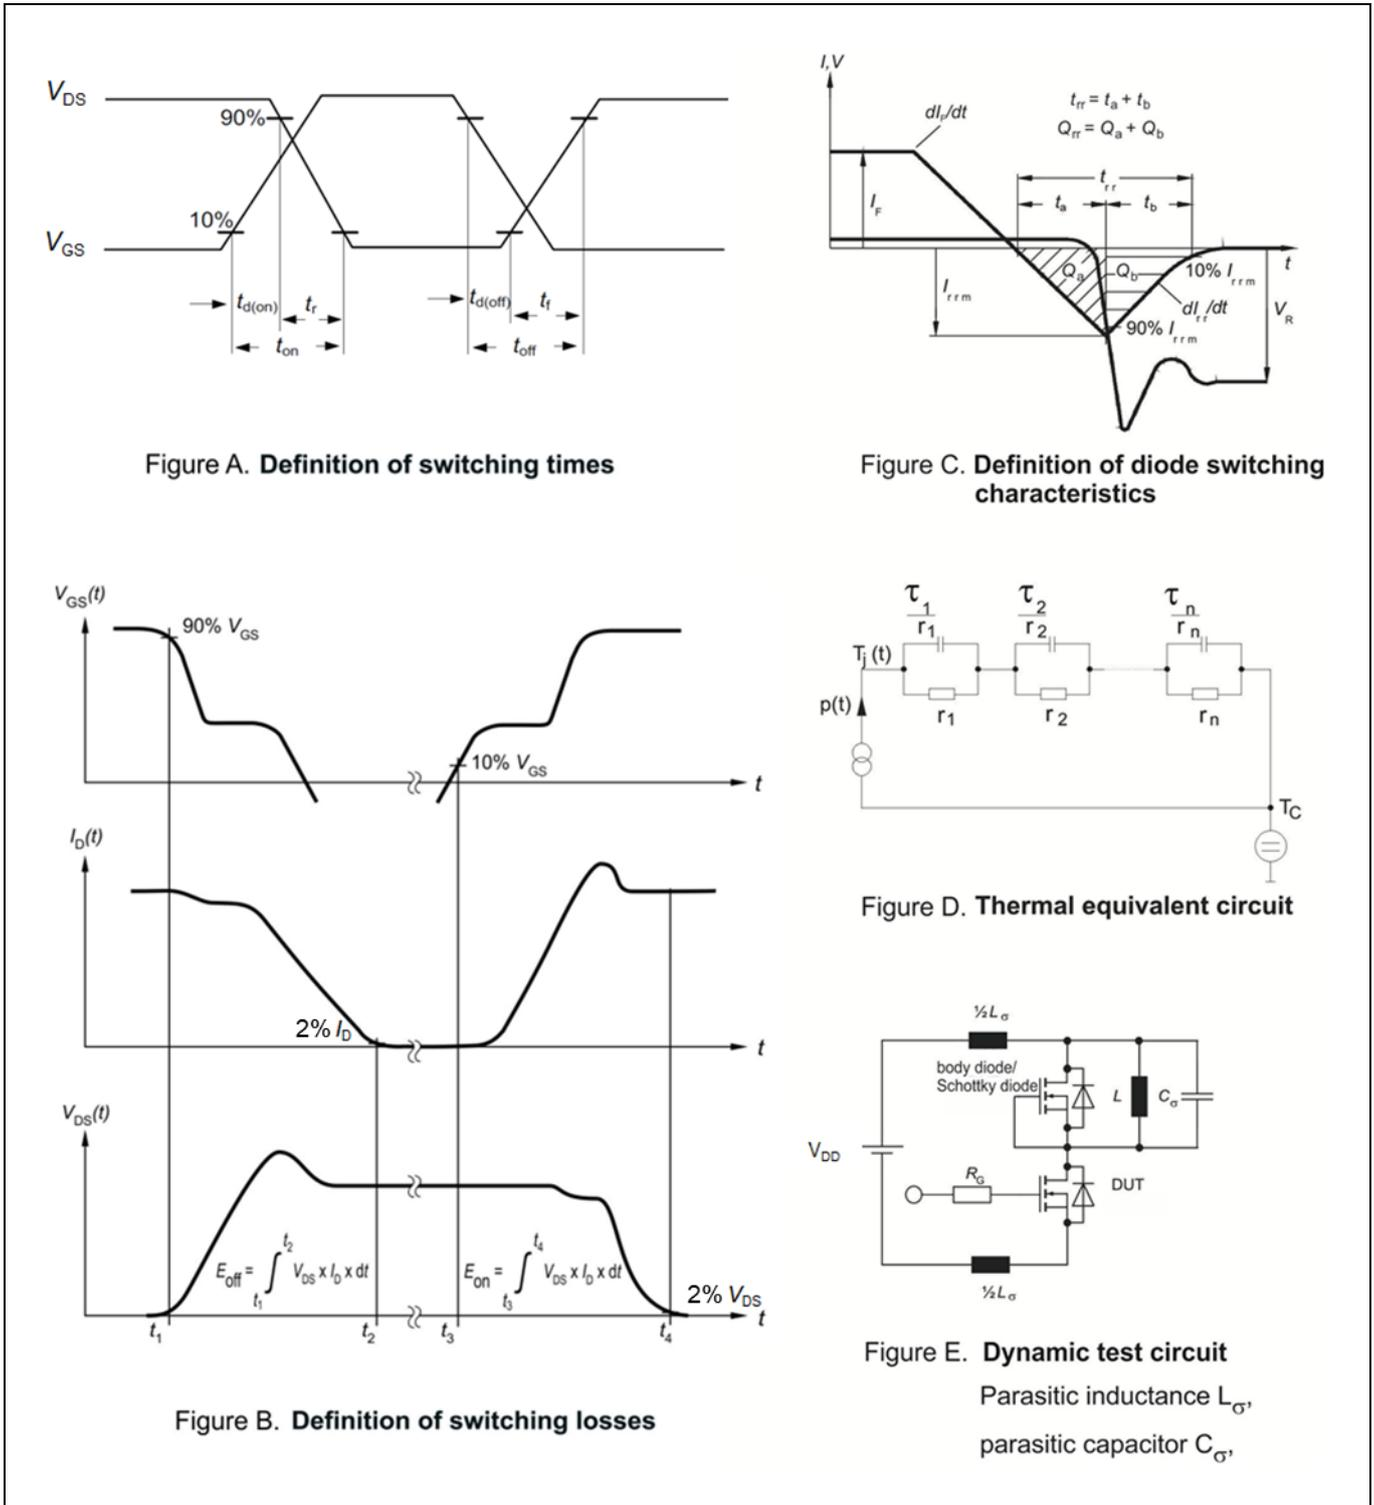 V_DS
90%
10%
V_GS
t_d(on) t_r t_d(off) t_f
t_on t_off
Figure A. Definition of switching times
I,V
dI_F/dt
t_rr = t_a + t_b
Q_rr = Q_a + Q_b
t_rr
t_a t_b
I_F
Q_a Q_b
10% I_rrm
t
I_rrm
dI_rr/dt
V_R
90% I_rrm
Figure C. Definition of diode switching
characteristics
V_GS(t)
90% V_GS
10% V_GS
t
I_D(t)
2% I_D
t
V_DS(t)
E_off = ∫ t_1 t_2 V_DS x I_D x dt
E_on = ∫ t_3 t_4 V_DS x I_D x dt
2% V_DS
t
t_1 t_2 t_3 t_4
Figure B. Definition of switching losses
τ_1 τ_2 τ_n
r_1 r_2 r_n
T_j (t)
p(t)
r_1 r_2 r_n
T_C
Figure D. Thermal equivalent circuit
½L_σ
body diode/
Schottky diode
L C_σ
V_DD
R_G
DUT
½L_σ
Figure E. Dynamic test circuit
Parasitic inductance L_σ,
parasitic capacitor C_σ,